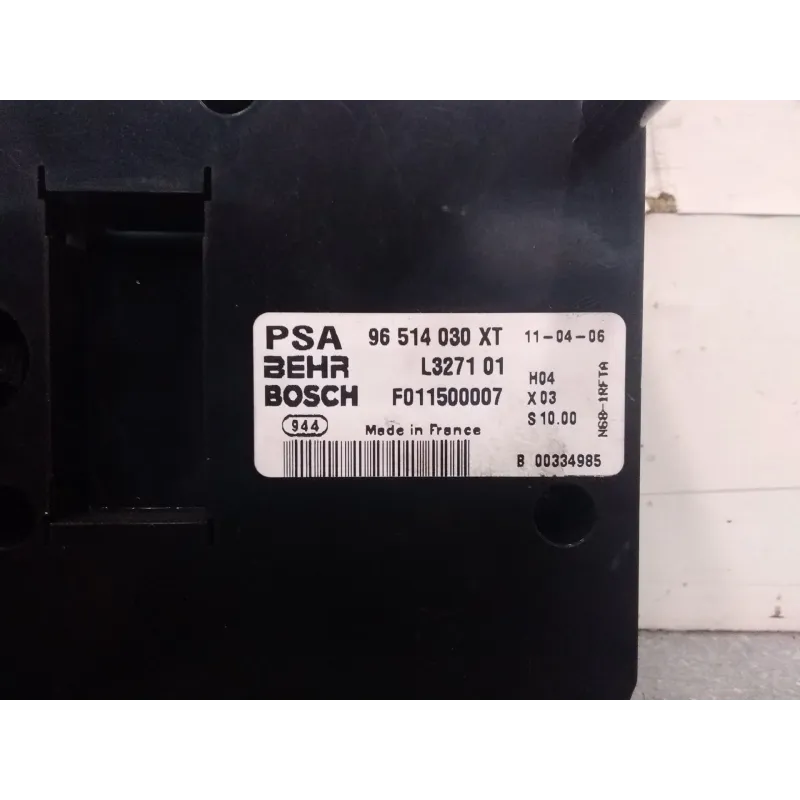 PSA 96 514 030 XT 11-04-06
BEHR L3271 01 H04
BOSCH F011500007 X 03
944 Made in France S 10.00
B 00334985
N68-1RFTA